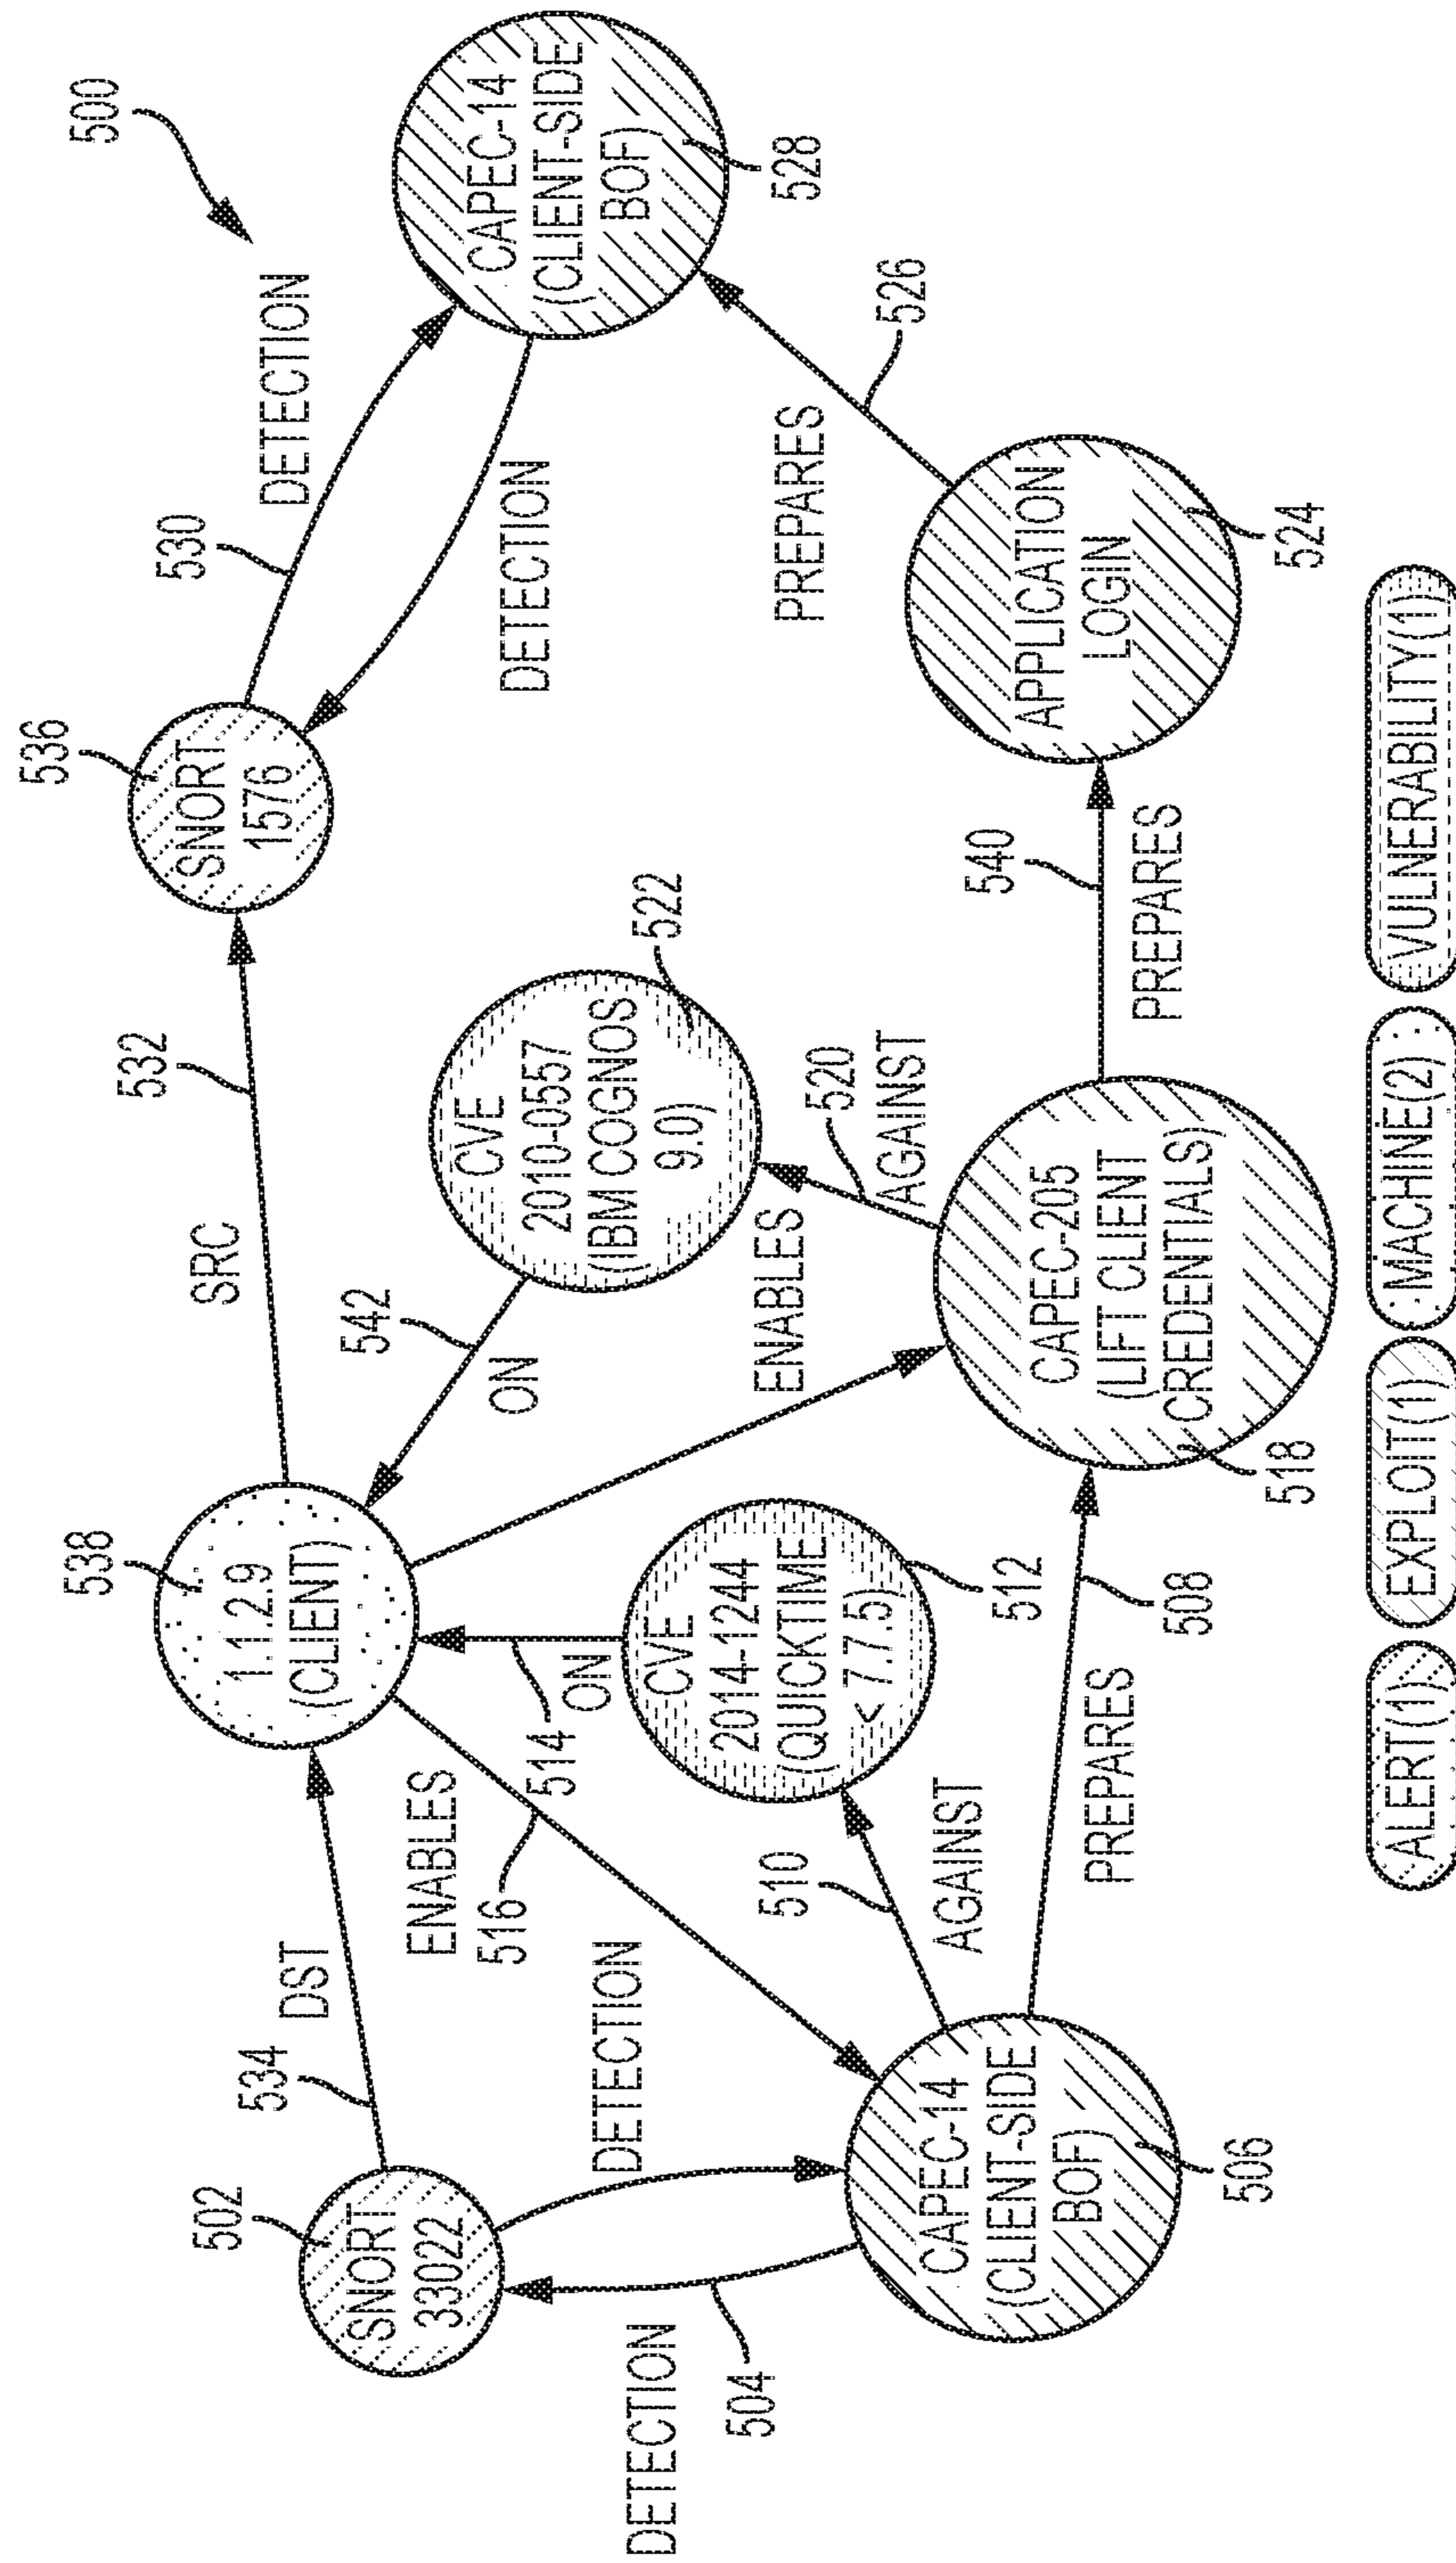 500
SNORT
33022
502
534
DST
1.1.2.9
(CLIENT)
538
SRC
532
SNORT
1576
536
530
DETECTION
DETECTION
CAPEC-14
(CLIENT-SIDE
BOF)
528
DETECTION
504
DETECTION
ENABLES
516
514
ON
542
ON
CVE
2014-1244
(QUICKTIME
< 7.7.5)
512
CVE
2010-0557
(IBM COGNOS
9.0)
522
510
AGAINST
ENABLES
520
AGAINST
PREPARES
526
CAPEC-14
(CLIENT-SIDE
BOF)
506
PREPARES
508
CAPEC-205
(LIFT CLIENT
CREDENTIALS)
518
540
PREPARES
APPLICATION
LOGIN
524
ALERT(1)
EXPLOIT(1)
MACHINE(2)
VULNERABILITY(1)